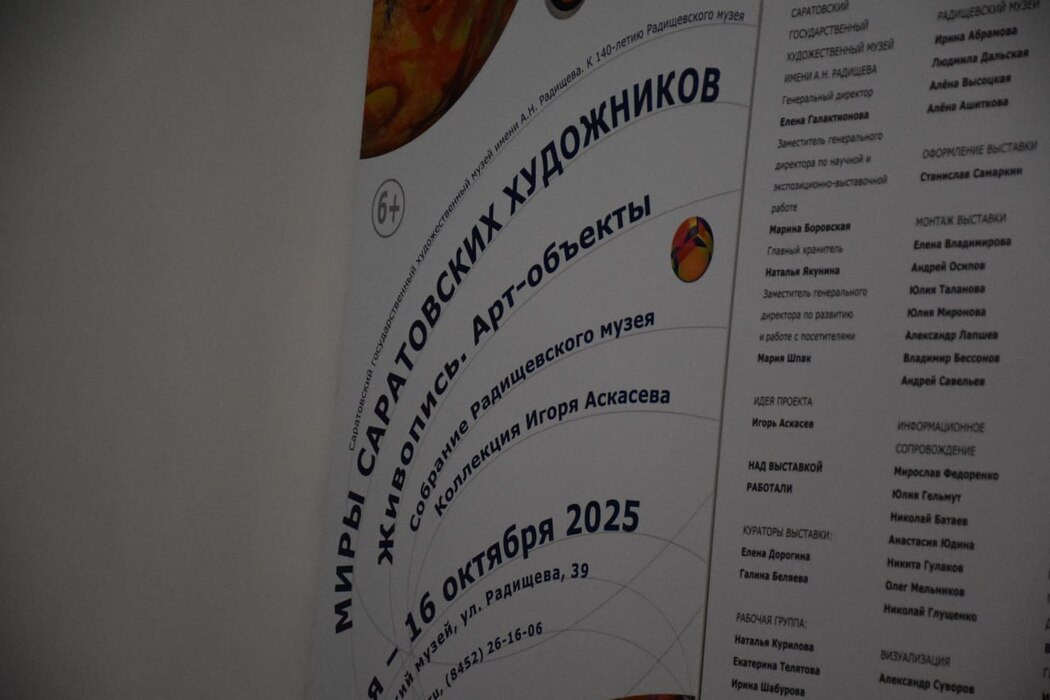 Саратовский государственный художественный музей имени А.Н. Радищева. К 140-летию Радищевского музея
6+
МИРЫ САРАТОВСКИХ ХУДОЖНИКОВ
живопись. Арт-объекты
Собрание Радищевского музея
Коллекция Игоря Аскасева
– 16 октября 2025
музей, ул. Радищева, 39
(8452) 26-16-06
САРАТОВСКИЙ
ГОСУДАРСТВЕННЫЙ
ХУДОЖЕСТВЕННЫЙ МУЗЕЙ
ИМЕНИ А.Н. РАДИЩЕВА
Генеральный директор
Елена Галактионова
Заместитель генерального
директора по научной и
экспозиционно-выставочной
работе
Марина Боровская
Главный хранитель
Наталья Якунина
Заместитель генерального
директора по развитию
и работе с посетителями
Мария Шпак
ИДЕЯ ПРОЕКТА
Игорь Аскасев
НАД ВЫСТАВКОЙ
РАБОТАЛИ
КУРАТОРЫ ВЫСТАВКИ:
Елена Дорогина
Галина Беляева
РАБОЧАЯ ГРУППА:
Наталья Курилова
Екатерина Телятова
Ирина Шабурова
РАДИЩЕВСКИЙ МУЗЕЙ
Ирина Абрамова
Людмила Дальская
Алёна Высоцкая
Алёна Ашиткова
ОФОРМЛЕНИЕ ВЫСТАВКИ
Станислав Самаркин
МОНТАЖ ВЫСТАВКИ
Елена Владимирова
Андрей Осипов
Юлия Таланова
Юлия Миронова
Александр Лапшев
Владимир Бессонов
Андрей Савельев
ИНФОРМАЦИОННОЕ
СОПРОВОЖДЕНИЕ
Мирослав Федоренко
Юлия Гельмут
Николай Батаев
Анастасия Юдина
Никита Гулаков
Олег Мельников
Николай Глущенко
ВИЗУАЛИЗАЦИЯ
Александр Суворов